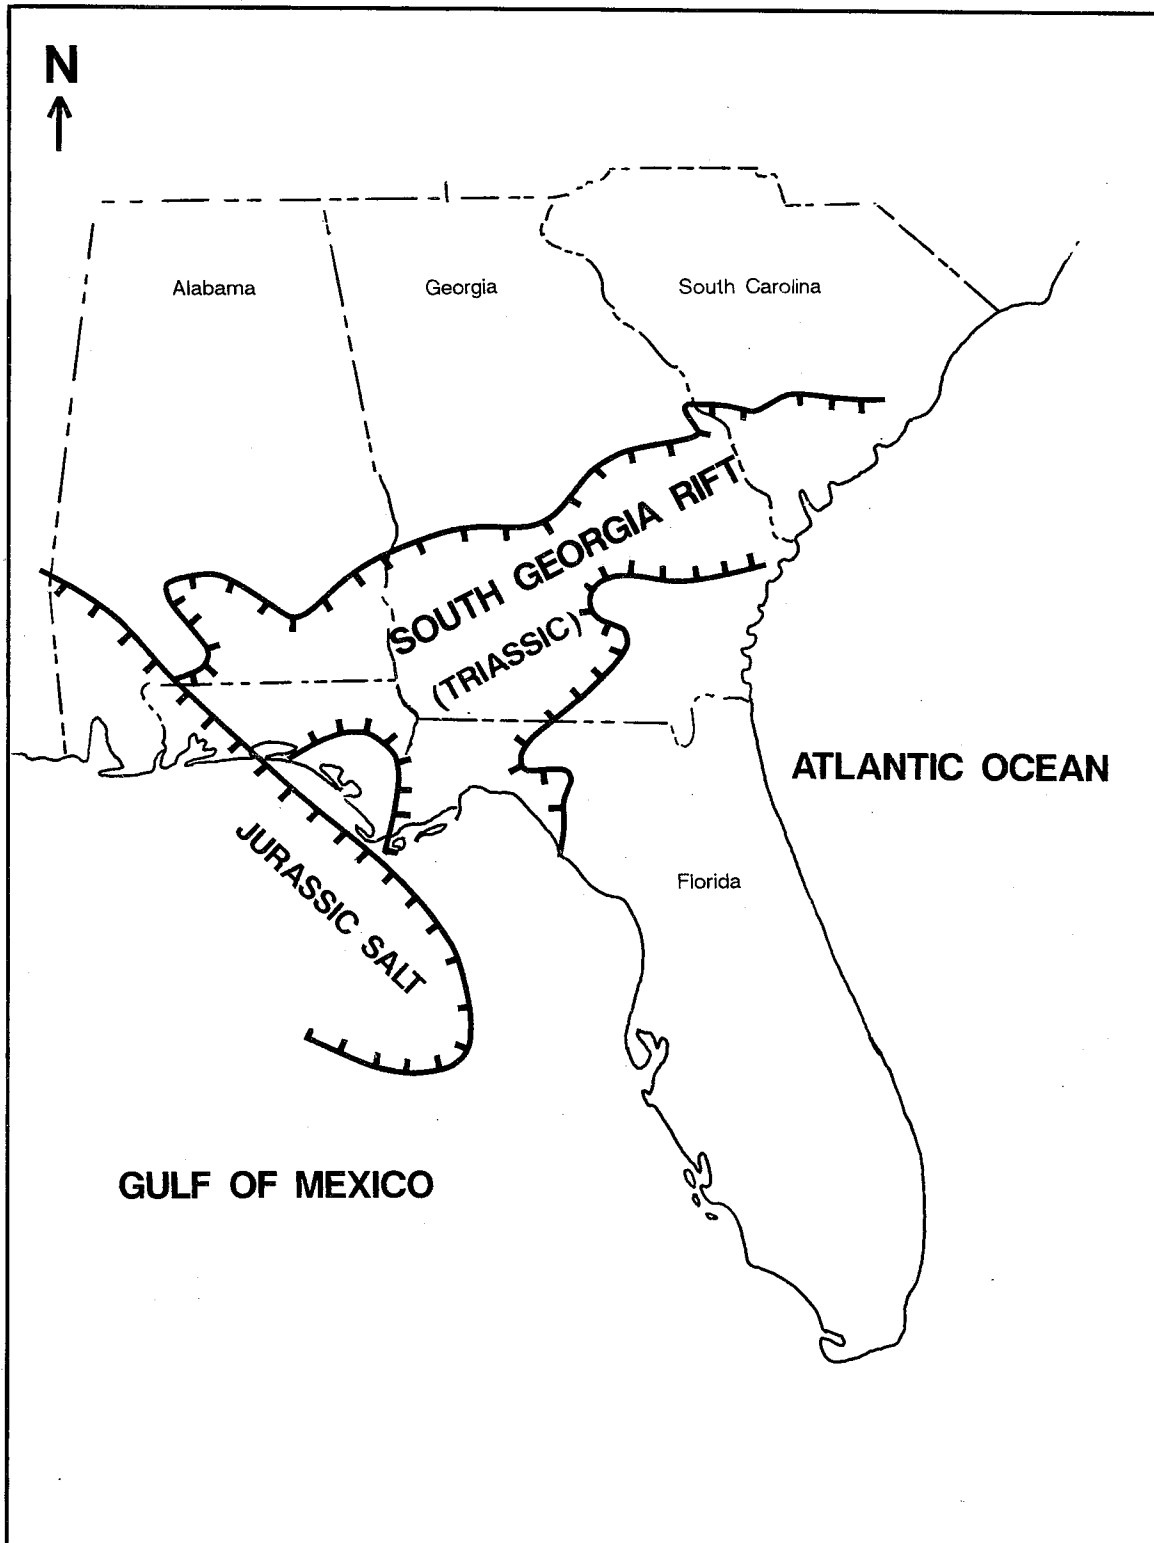 N
Alabama
Georgia
South Carolina
SOUTH GEORGIA RIFT
(TRIASSIC)
ATLANTIC OCEAN
JURASSIC SALT
Florida
GULF OF MEXICO